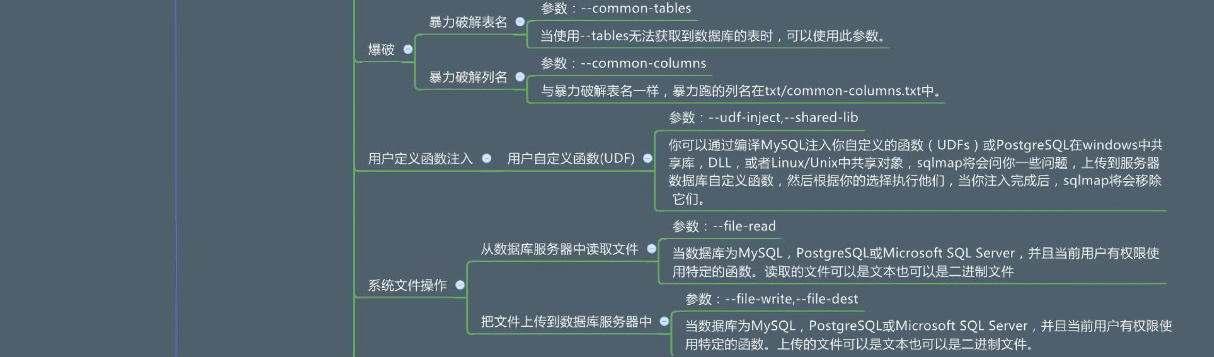 参数：--common-tables
暴力破解表名
当使用--tables无法获取到数据库的表时，可以使用此参数。
爆破
参数：--common-columns
暴力破解列名
与暴力破解表名一样，暴力跑的列名在txt/common-columns.txt中。
参数：--udf-inject,--shared-lib
用户定义函数注入
用户自定义函数(UDF)
你可以通过编译MySQL注入你自定义的函数（UDFs）或PostgreSQL在windows中共
享库，DLL，或者Linux/Unix中共享对象，sqlmap将会问你一些问题，上传到服务器
数据库自定义函数，然后根据你的选择执行他们，当你注入完成后，sqlmap将会移除
它们。
参数：--file-read
从数据库服务器中读取文件
当数据库为MySQL，PostgreSQL或Microsoft SQL Server，并且当前用户有权限使
用特定的函数。读取的文件可以是文本也可以是二进制文件
系统文件操作
参数：--file-write,--file-dest
把文件上传到数据库服务器中
当数据库为MySQL，PostgreSQL或Microsoft SQL Server，并且当前用户有权限使
用特定的函数。上传的文件可以是文本也可以是二进制文件。